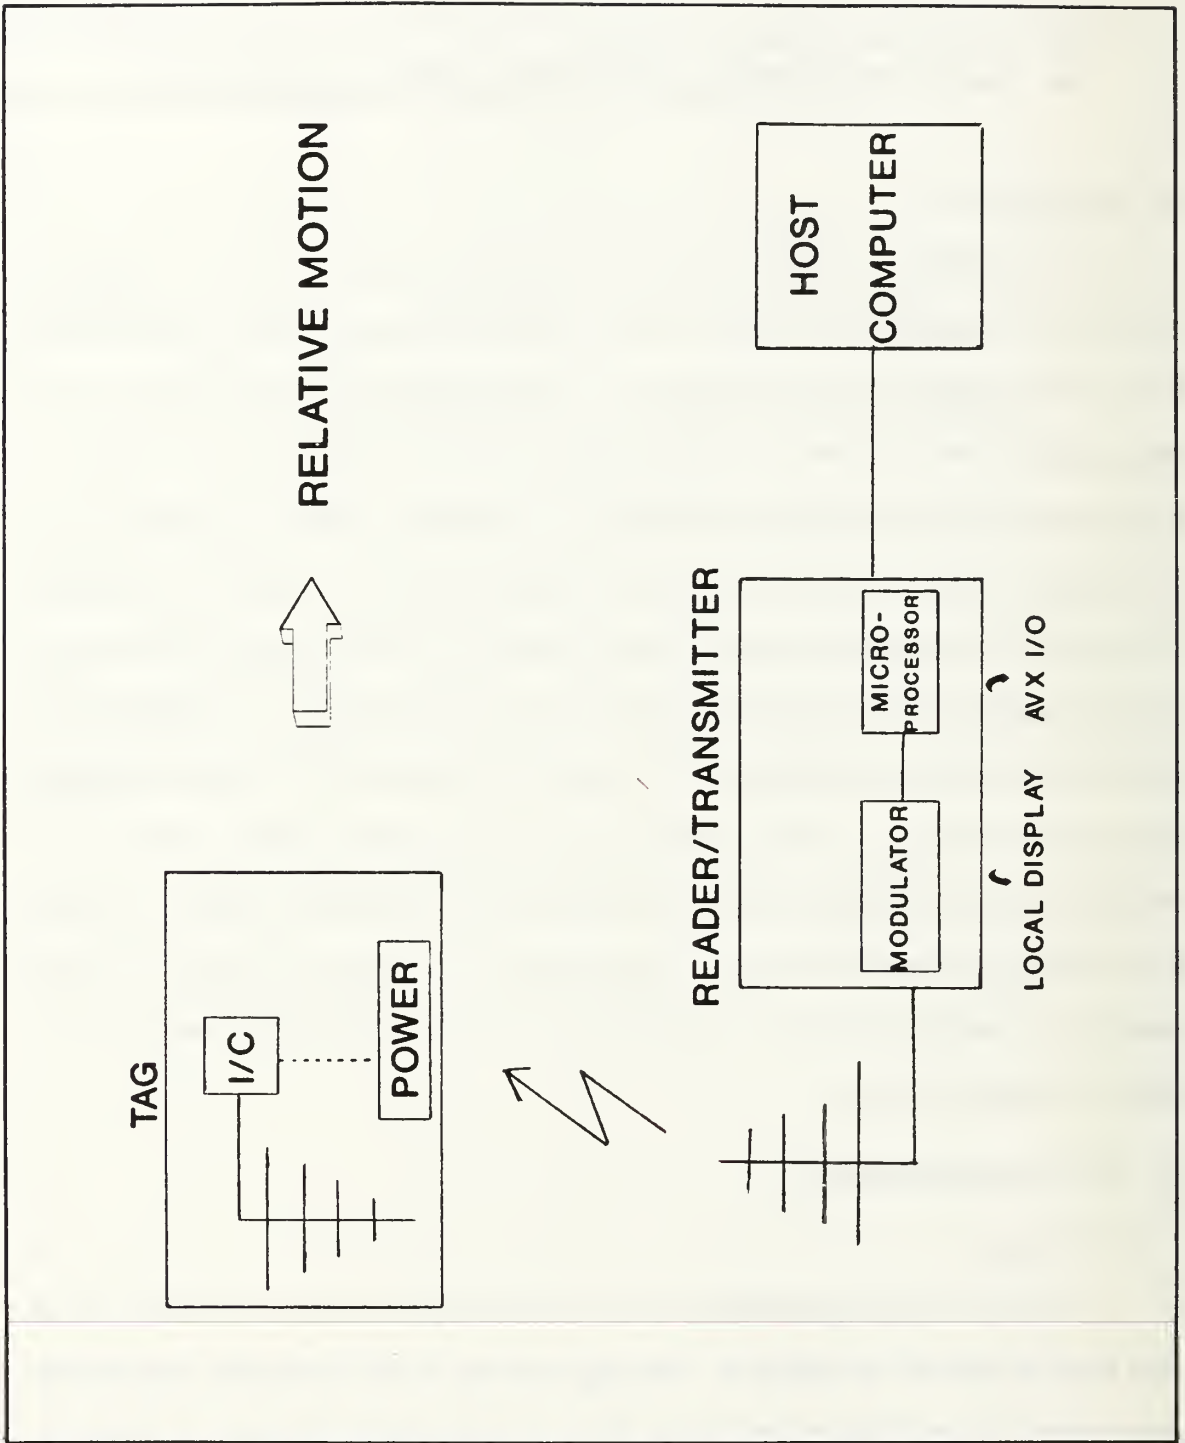 TAG
I/C
POWER
RELATIVE MOTION
READER/TRANSMITTER
MODULATOR
MICRO-
PROCESSOR
HOST
COMPUTER
LOCAL DISPLAY
AVX I/O